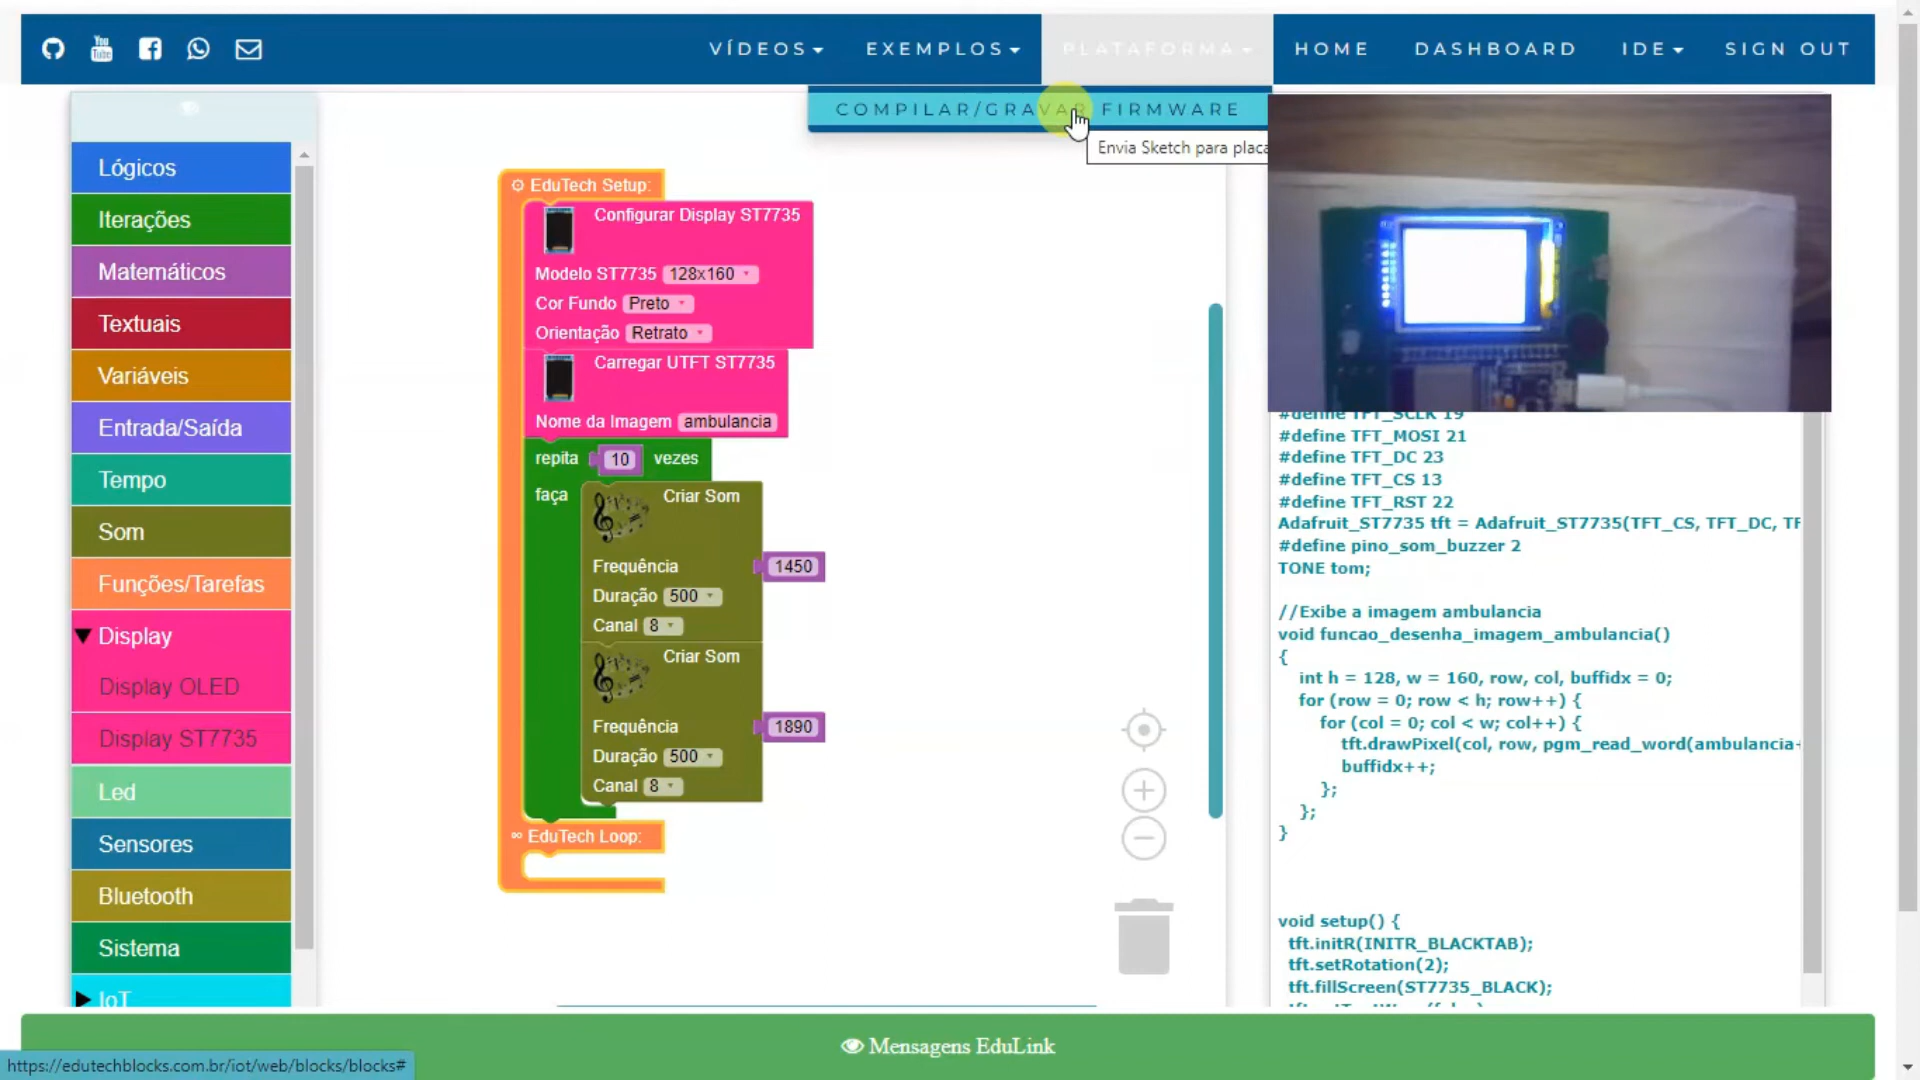 You
Tube
VÍDEOS
EXEMPLOS
PLATAFORMA
HOME
DASHBOARD
IDE
SIGN OUT
COMPILAR/GRAVAR FIRMWARE
Envia Sketch para placa
Lógicos
Iterações
Matemáticos
Textuais
Variáveis
Entrada/Saída
Tempo
Som
Funções/Tarefas
Display
Display OLED
Display ST7735
Led
Sensores
Bluetooth
Sistema
IoT
EduTech Setup:
Configurar Display ST7735
Modelo ST7735 128x160
Cor Fundo Preto
Orientação Retrato
Carregar UTFT ST7735
Nome da Imagem ambulancia
repita 10 vezes
faça
Criar Som
Frequência 1450
Duração 500
Canal 8
Criar Som
Frequência 1890
Duração 500
Canal 8
∞ EduTech Loop:
#define TFT_SCLK 19
#define TFT_MOSI 21
#define TFT_DC 23
#define TFT_CS 13
#define TFT_RST 22
Adafruit_ST7735 tft = Adafruit_ST7735(TFT_CS, TFT_DC, TF
#define pino_som_buzzer 2
TONE tom;
//Exibe a imagem ambulancia
void funcao_desenha_imagem_ambulancia()
{
int h = 128, w = 160, row, col, buffidx = 0;
for (row = 0; row < h; row++) {
for (col = 0; col < w; col++) {
tft.drawPixel(col, row, pgm_read_word(ambulancia+
buffidx++;
};
};
}
void setup() {
tft.initR(INITR_BLACKTAB);
tft.setRotation(2);
tft.fillScreen(ST7735_BLACK);
Mensagens EduLink
https://edutechblocks.com.br/iot/web/blocks/blocks#